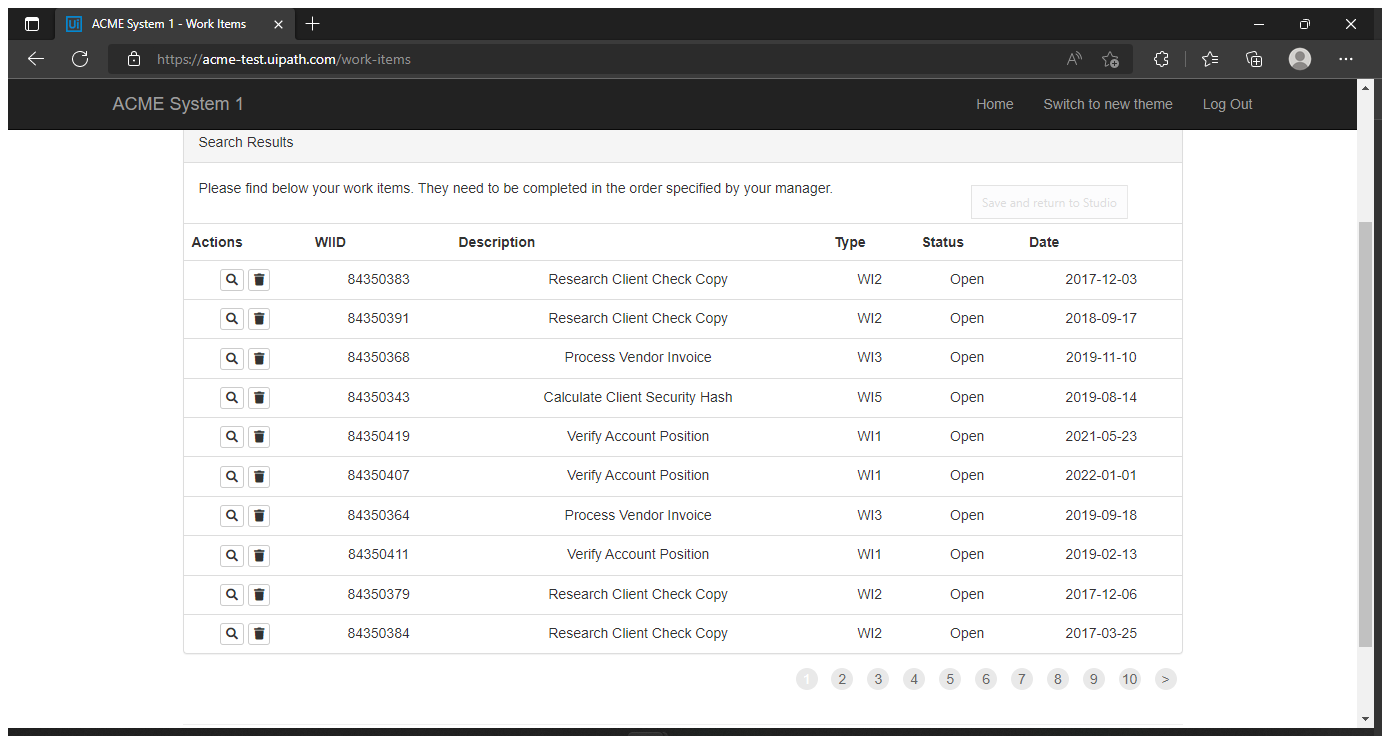 ACME System 1 - Work Items
https://acme-test.uipath.com/work-items
ACME System 1 Home Switch to new theme Log Out
Search Results
Please find below your work items. They need to be completed in the order specified by your manager.
Save and return to Studio
Actions WIID Description Type Status Date
84350383 Research Client Check Copy WI2 Open 2017-12-03
84350391 Research Client Check Copy WI2 Open 2018-09-17
84350368 Process Vendor Invoice WI3 Open 2019-11-10
84350343 Calculate Client Security Hash WI5 Open 2019-08-14
84350419 Verify Account Position WI1 Open 2021-05-23
84350407 Verify Account Position WI1 Open 2022-01-01
84350364 Process Vendor Invoice WI3 Open 2019-09-18
84350411 Verify Account Position WI1 Open 2019-02-13
84350379 Research Client Check Copy WI2 Open 2017-12-06
84350384 Research Client Check Copy WI2 Open 2017-03-25
1 2 3 4 5 6 7 8 9 10 >